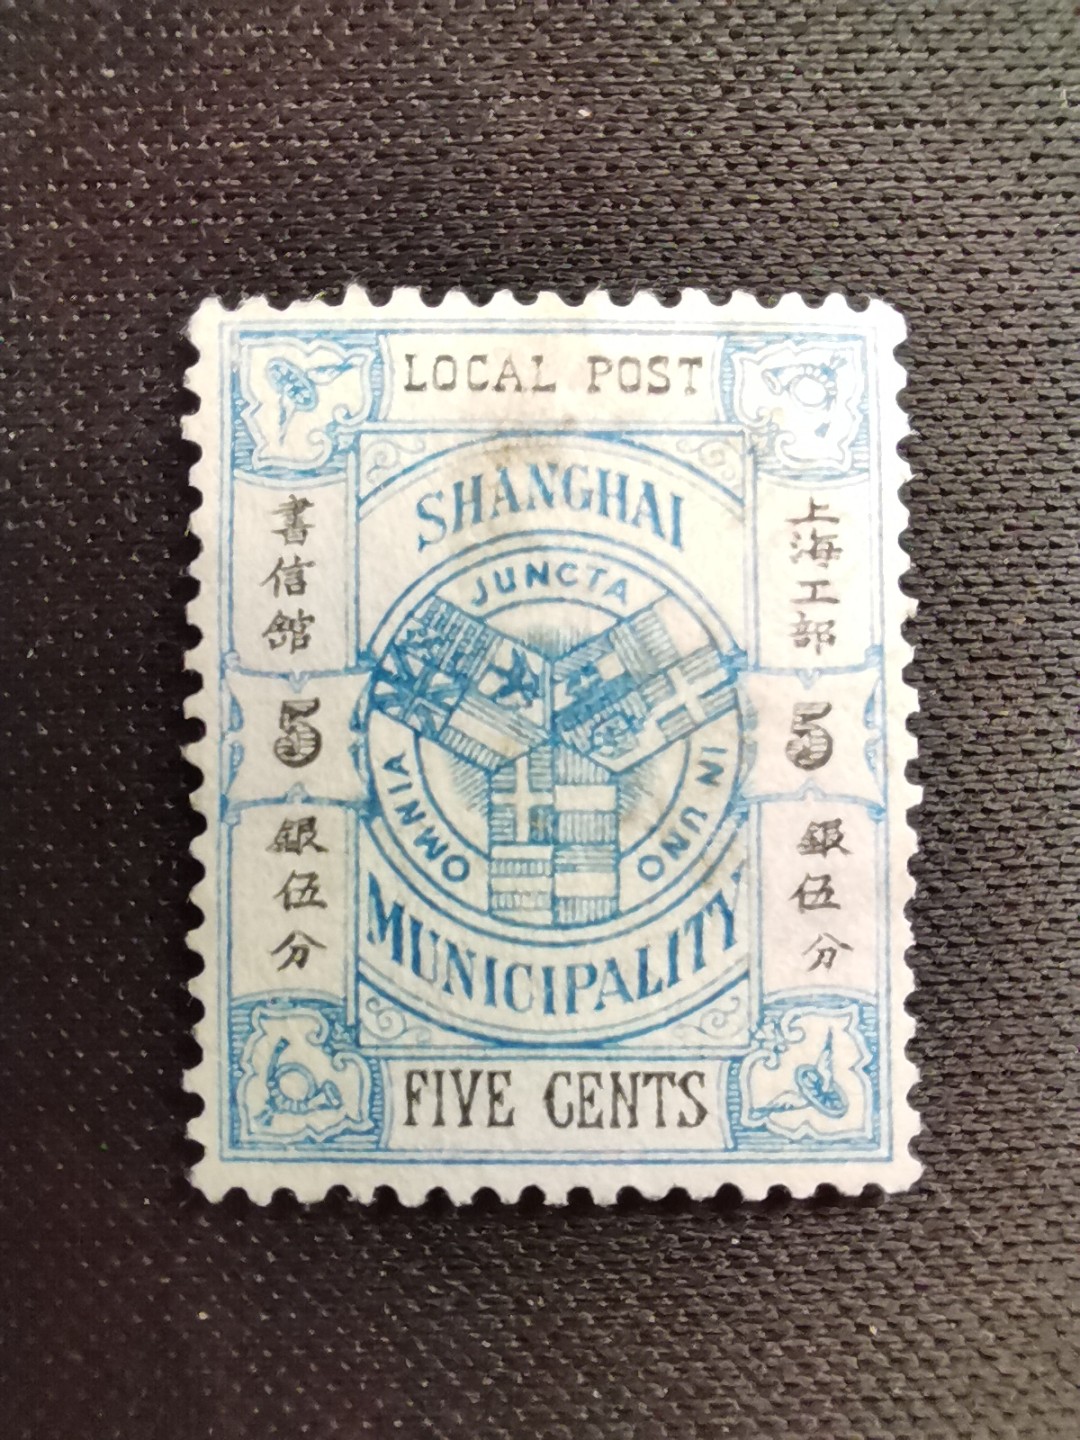 LOCAL POST
SHANGHAI
JUNCTA
IN UNO
OMNIA
MUNICIPALITY
上海工部
書信館
5
5
銀伍分
銀伍分
FIVE CENTS